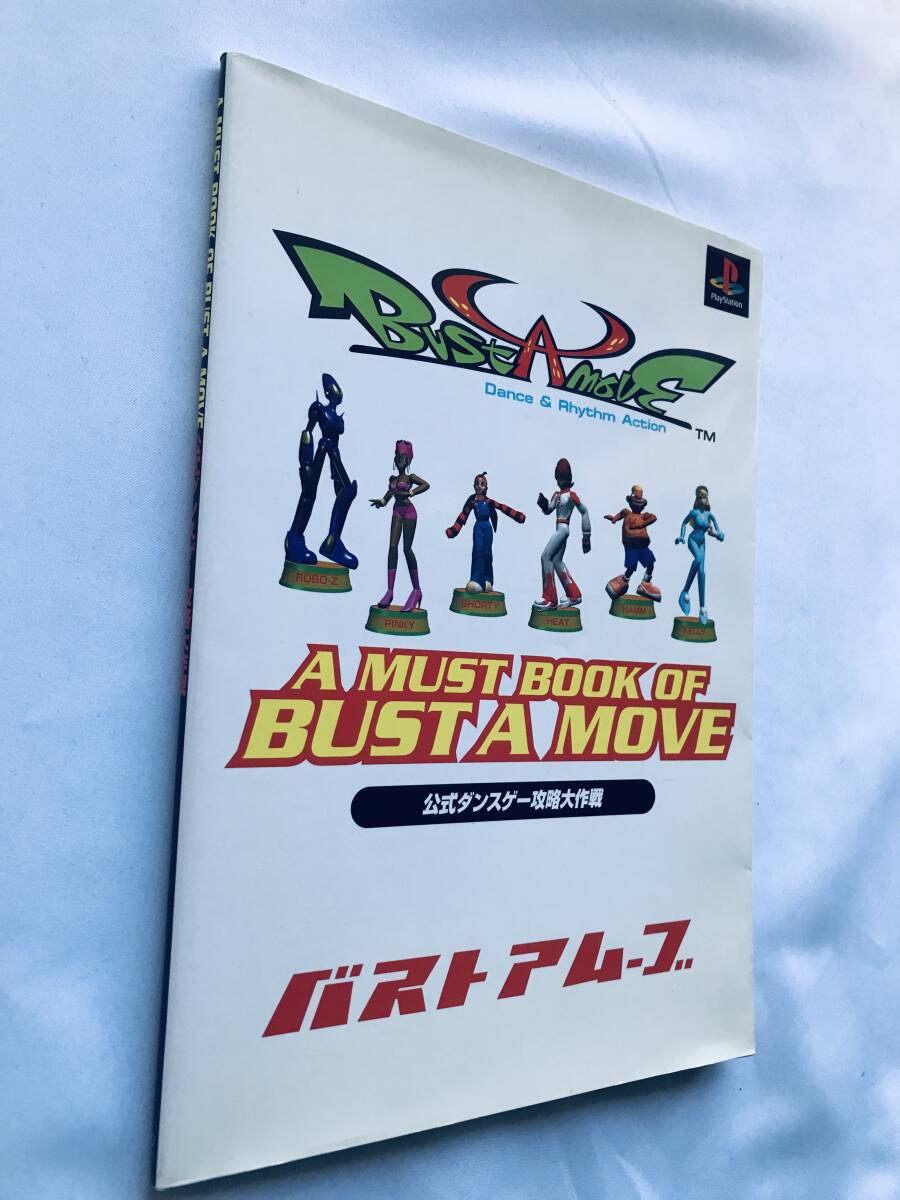 A MUST BOOK OF BUST A MOVE
PlayStation
BUST A MOVE
Dance & Rhythm Action
TM
ROBO-Z
PINKY
SHORTY
HEAT
HAMM
KELLY
A MUST BOOK OF
BUST A MOVE
公式ダンスゲー攻略大作戦
バストアムーブ